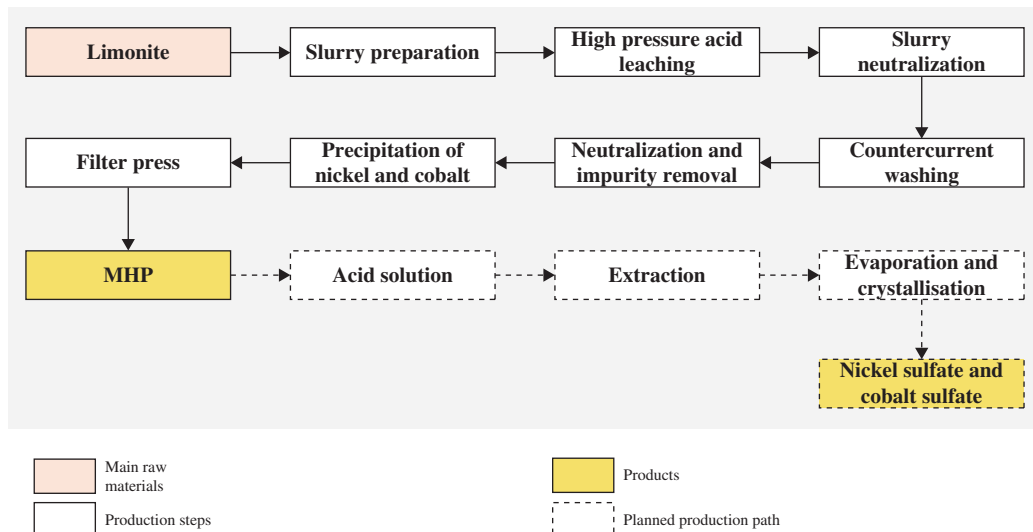 Limonite
Slurry preparation
High pressure acid
leaching
Slurry
neutralization
Countercurrent
washing
Neutralization and
impurity removal
Precipitation of
nickel and cobalt
Filter press
MHP
Acid solution
Extraction
Evaporation and
crystallisation
Nickel sulfate and
cobalt sulfate
Main raw
materials
Products
Production steps
Planned production path